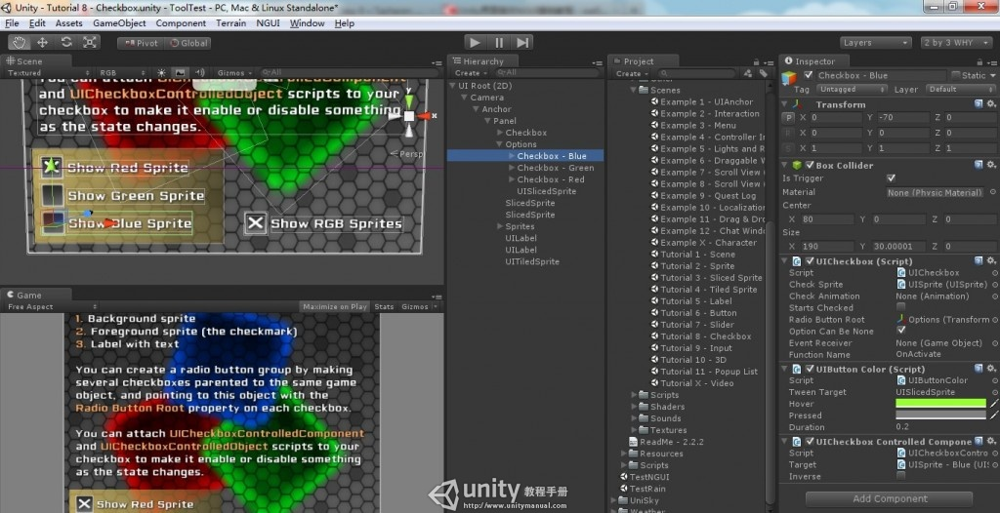 Unity - Tutorial 8 - Checkbox.unity - ToolTest - PC, Mac & Linux Standalone*
File Edit Assets GameObject Component Terrain NGUI Window Help
Pivot Global Layers 2 by 3 WHY
Scene
Textured RGB Gizmos All
and UICheckboxControlledObject scripts to your
checkbox to make it enable or disable something
as the state changes.
y
x
Persp
Show Red Sprite
Show Green Sprite
Show Blue Sprite
Show RGB Sprites
Game
Free Aspect Maximize on Play Stats Gizmos
1. Background sprite
2. Foreground sprite (the checkmark)
3. Label with text
You can create a radio button group by making
several checkboxes parented to the same game
object, and pointing to this object with the
Radio Button Root property on each checkbox.
You can attach UICheckboxControlledComponent
and UICheckboxControlledObject scripts to your
checkbox to make it enable or disable something
as the state changes.
Show Red Sprite
Hierarchy
Create All
UI Root (2D)
Camera
Anchor
Panel
Checkbox
Options
Checkbox - Blue
Checkbox - Green
Checkbox - Red
UISlicedSprite
SlicedSprite
SlicedSprite
Sprites
UILabel
UILabel
UITiledSprite
Project
Create
Scenes
Example 1 - UIAnchor
Example 2 - Interaction
Example 3 - Menu
Example 4 - Controller In
Example 5 - Lights and R
Example 6 - Draggable W
Example 7 - Scroll View
Example 8 - Scroll View
Example 9 - Quest Log
Example 10 - Localization
Example 11 - Drag & Dr
Example 12 - Chat Windo
Example X - Character
Tutorial 1 - Scene
Tutorial 2 - Sprite
Tutorial 3 - Sliced Sprite
Tutorial 4 - Tiled Sprite
Tutorial 5 - Label
Tutorial 6 - Button
Tutorial 7 - Slider
Tutorial 8 - Checkbox
Tutorial 9 - Input
Tutorial 10 - 3D
Tutorial 11 - Popup List
Tutorial X - Video
Scripts
Shaders
Sounds
Textures
ReadMe - 2.2.2
Resources
Scripts
TestNGUI
TestRain
UniSky
Inspector
Checkbox - Blue Static
Tag Untagged Layer Default
Transform
P X 0 Y -70 Z 0
X 0 Y 0 Z 0
S X 1 Y 1 Z 1
Box Collider
Is Trigger
Material None (Physic Material)
Center
X 80 Y 0 Z 0
Size
X 190 Y 30.00001 Z 0
UICheckbox (Script)
Script UICheckbox
Check Sprite UISprite (UISprite)
Check Animation None (Animation)
Starts Checked
Radio Button Root Options (Transform
Option Can Be None
Event Receiver None (Game Object)
Function Name OnActivate
UIButton Color (Script)
Script UIButtonColor
Tween Target UISlicedSprite
Hover
Pressed
Duration 0.2
UICheckbox Controlled Compone
Script UICheckboxContro
Target UISprite - Blue (UIS
Inverse
Add Component
unity 教程手册
http://www.unitymanual.com